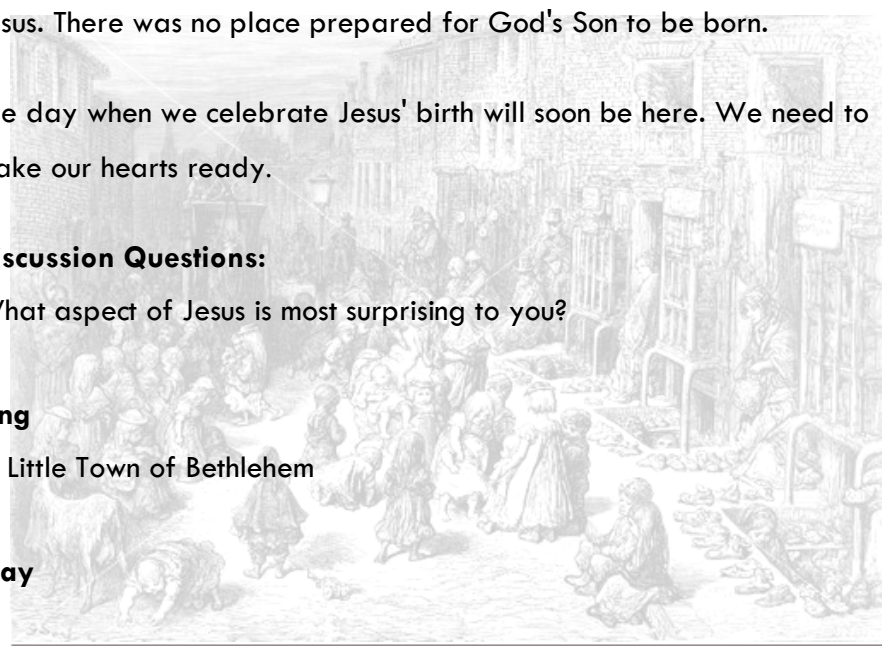 sus. There was no place prepared for God's Son to be born.
e day when we celebrate Jesus' birth will soon be here. We need to
ake our hearts ready.
scussion Questions:
What aspect of Jesus is most surprising to you?
ng
Little Town of Bethlehem
ay